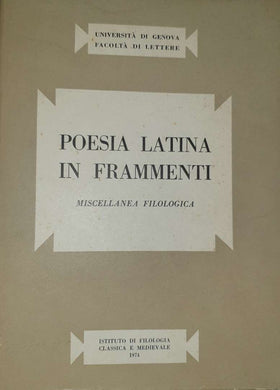 UNIVERSITÀ DI GENOVA
FACOLTÀ DI LETTERE
POESIA LATINA
IN FRAMMENTI
MISCELLANEA FILOLOGICA
ISTITUTO DI FILOLOGIA
CLASSICA E MEDIEVALE
1974